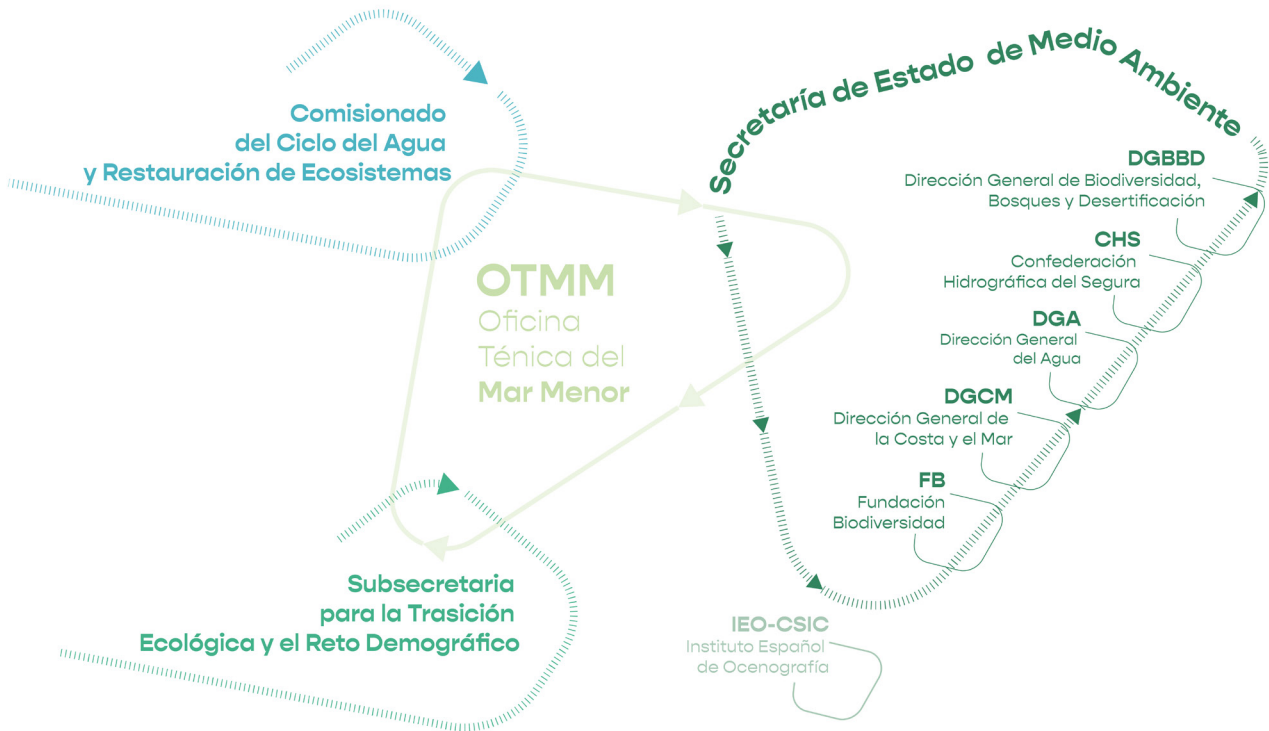 Comisionado
del Ciclo del Agua
y Restauración de Ecosistemas
Secretaría de Estado de Medio Ambiente
DGBBD
Dirección General de Biodiversidad,
Bosques y Desertificación
CHS
Confederación
Hidrográfica del Segura
OTMM
Oficina
Ténica del
Mar Menor
DGA
Dirección General
del Agua
DGCM
Dirección General de
la Costa y el Mar
FB
Fundación
Biodiversidad
Subsecretaria
para la Trasición
Ecológica y el Reto Demográfico
IEO-CSIC
Instituto Español
de Ocenografía